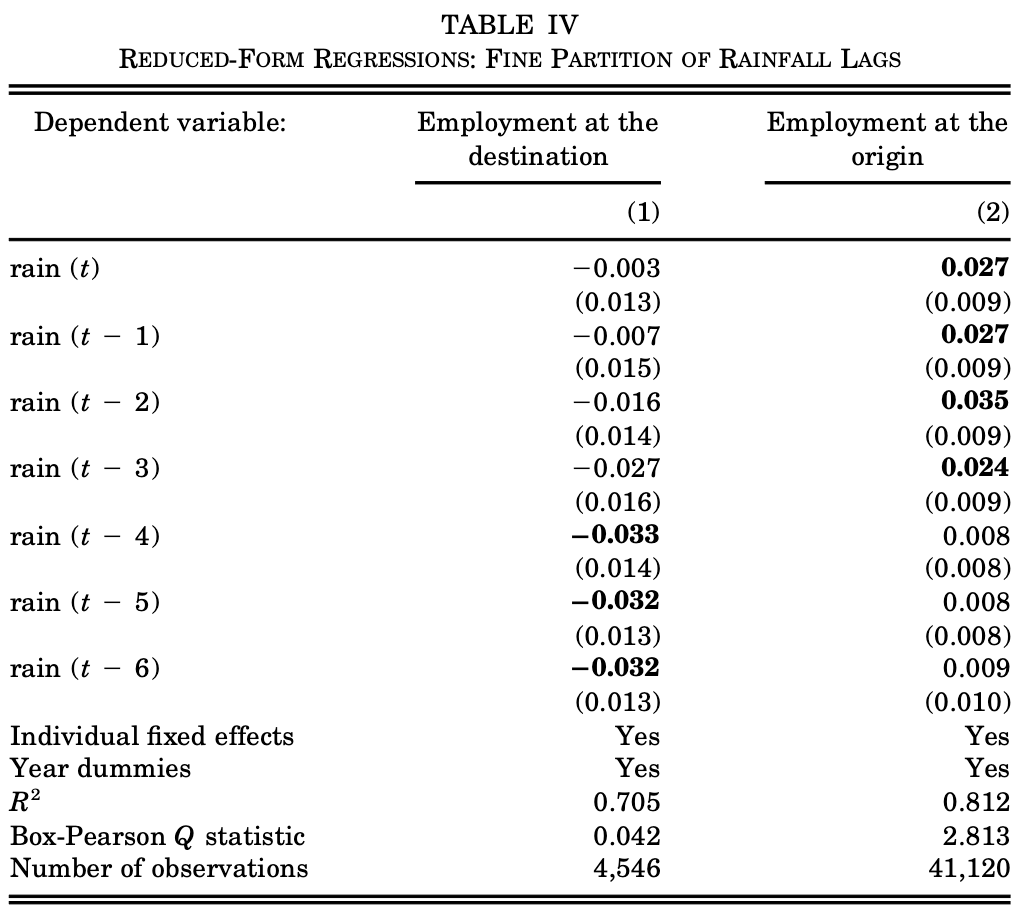 TABLE IV
REDUCED-FORM REGRESSIONS: FINE PARTITION OF RAINFALL LAGS
Dependent variable: Employment at the destination Employment at the origin
(1) (2)
rain (t) −0.003 0.027
(0.013) (0.009)
rain (t − 1) −0.007 0.027
(0.015) (0.009)
rain (t − 2) −0.016 0.035
(0.014) (0.009)
rain (t − 3) −0.027 0.024
(0.016) (0.009)
rain (t − 4) −0.033 0.008
(0.014) (0.008)
rain (t − 5) −0.032 0.008
(0.013) (0.008)
rain (t − 6) −0.032 0.009
(0.013) (0.010)
Individual fixed effects Yes Yes
Year dummies Yes Yes
R² 0.705 0.812
Box-Pearson Q statistic 0.042 2.813
Number of observations 4,546 41,120